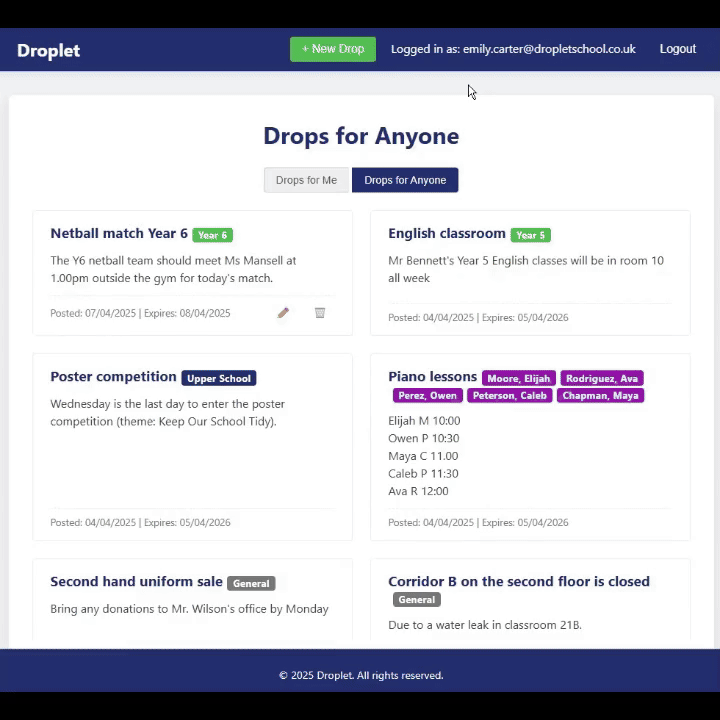 Droplet
+ New Drop
Logged in as: emily.carter@dropletschool.co.uk
Logout
Drops for Anyone
Drops for Me
Drops for Anyone
Netball match Year 6 Year 6
The Y6 netball team should meet Ms Mansell at
1.00pm outside the gym for today's match.
Posted: 07/04/2025 | Expires: 08/04/2025
English classroom Year 5
Mr Bennett's Year 5 English classes will be in room 10
all week
Posted: 04/04/2025 | Expires: 05/04/2026
Poster competition Upper School
Wednesday is the last day to enter the poster
competition (theme: Keep Our School Tidy).
Posted: 04/04/2025 | Expires: 05/04/2026
Piano lessons Moore, Elijah Rodriguez, Ava
Perez, Owen Peterson, Caleb Chapman, Maya
Elijah M 10:00
Owen P 10:30
Maya C 11.00
Caleb P 11:30
Ava R 12:00
Posted: 04/04/2025 | Expires: 05/04/2026
Second hand uniform sale General
Bring any donations to Mr. Wilson's office by Monday
Corridor B on the second floor is closed
General
Due to a water leak in classroom 21B.
© 2025 Droplet. All rights reserved.